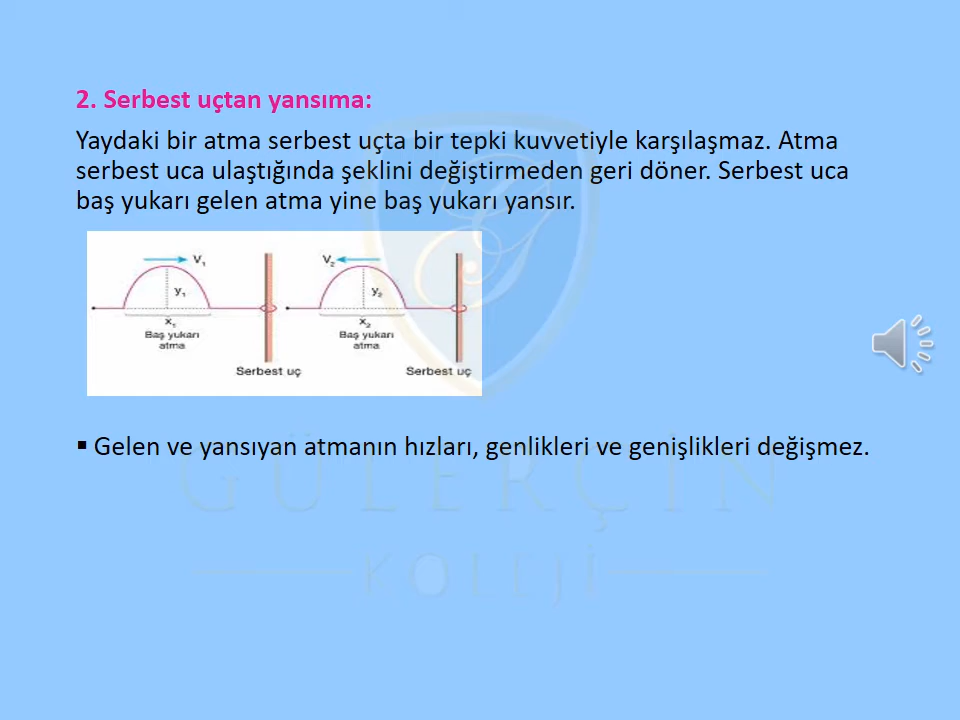 2. Serbest uçtan yansıma:
Yaydaki bir atma serbest uçta bir tepki kuvvetiyle karşılaşmaz. Atma
serbest uca ulaştığında şeklini değiştirmeden geri döner. Serbest uca
baş yukarı gelen atma yine baş yukarı yansır.
V₁
V₂
y₁
y₂
x₁
x₂
Baş yukarı
atma
Baş yukarı
atma
Serbest uç
Serbest uç
▪ Gelen ve yansıyan atmanın hızları, genlikleri ve genişlikleri değişmez.
GÜLERÇİN
KOLEJİ